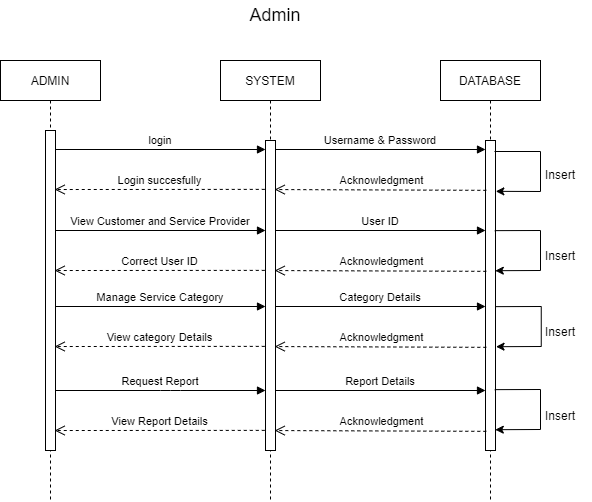 Admin
ADMIN
SYSTEM
DATABASE
login
Username & Password
Insert
Login succesfully
Acknowledgment
View Customer and Service Provider
User ID
Insert
Correct User ID
Acknowledgment
Manage Service Category
Category Details
Insert
View category Details
Acknowledgment
Request Report
Report Details
Insert
View Report Details
Acknowledgment